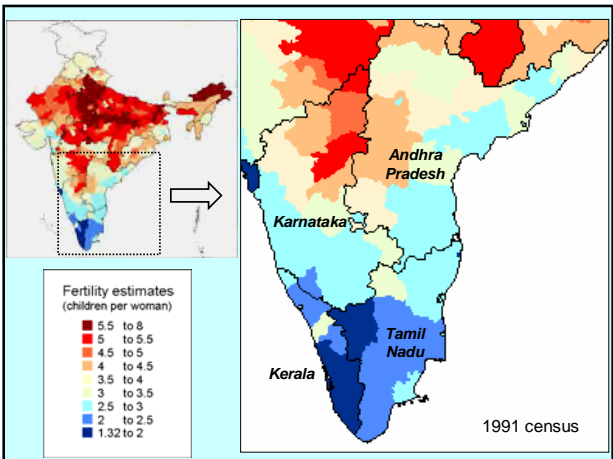 Andhra
Pradesh
Karnataka
Tamil
Nadu
Kerala
1991 census
Fertility estimates
(children per woman)
5.5 to 8
5 to 5.5
4.5 to 5
4 to 4.5
3.5 to 4
3 to 3.5
2.5 to 3
2 to 2.5
1.32 to 2